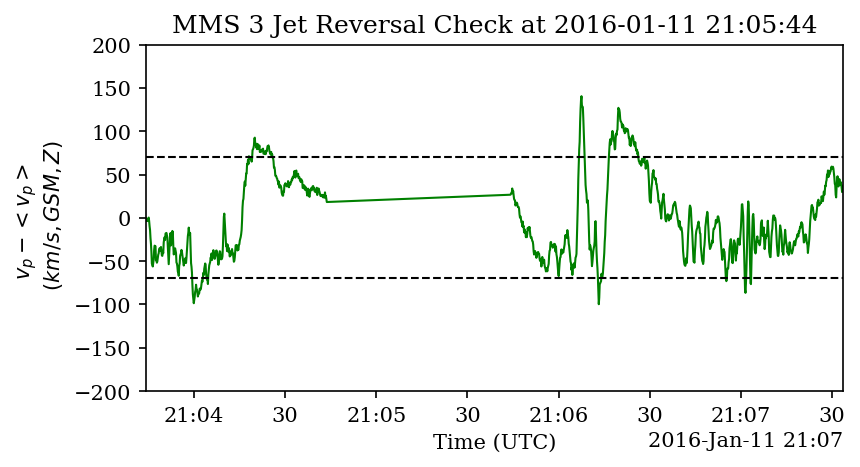 MMS 3 Jet Reversal Check at 2016-01-11 21:05:44
200
150
100
50
0
−50
−100
−150
−200
v_p − < v_p >
(km/s, GSM, Z)
21:04 30 21:05 30 21:06 30 21:07 30
Time (UTC) 2016-Jan-11 21:07